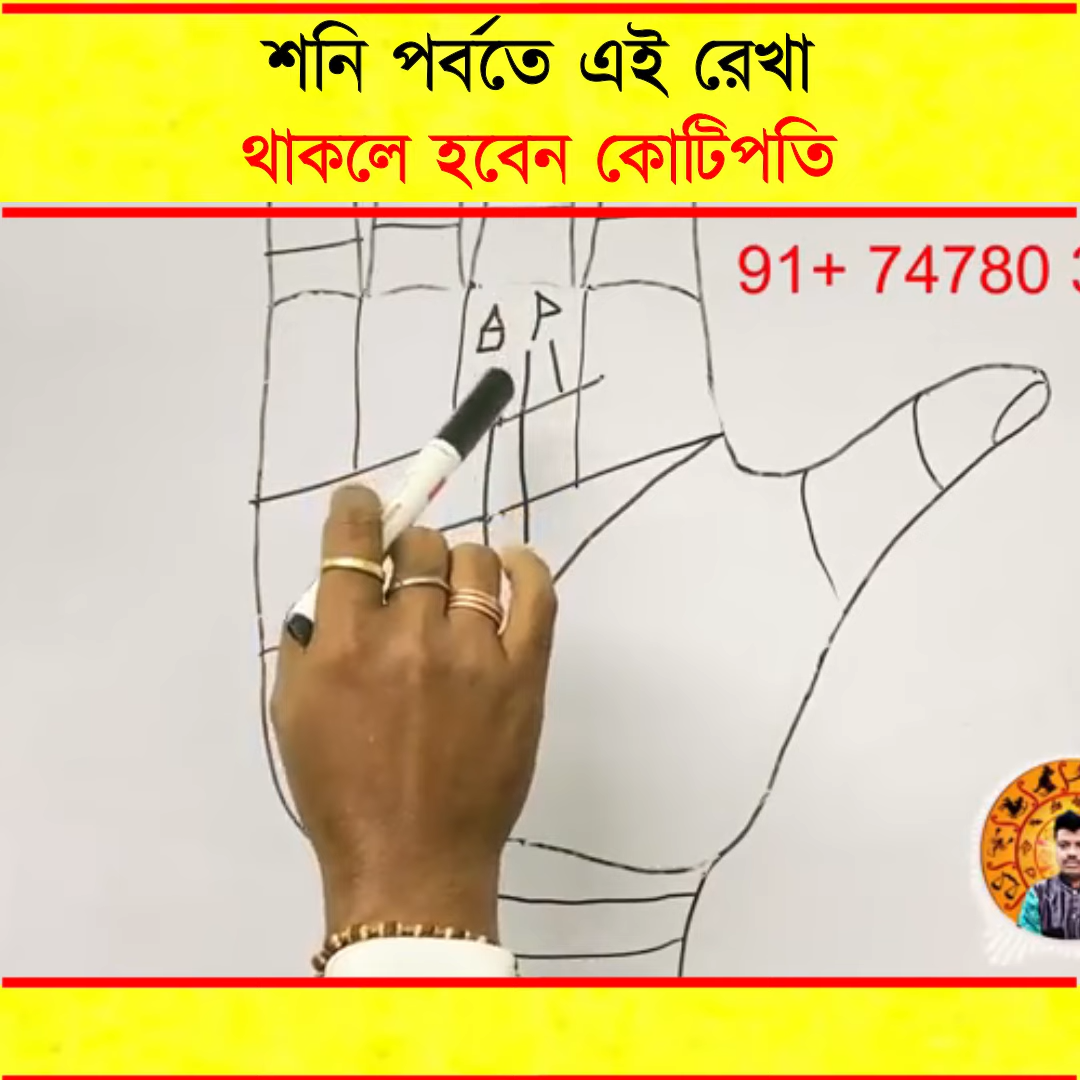 শনি পর্বতে এই রেখা
থাকলে হবেন কোটিপতি
91+ 74780